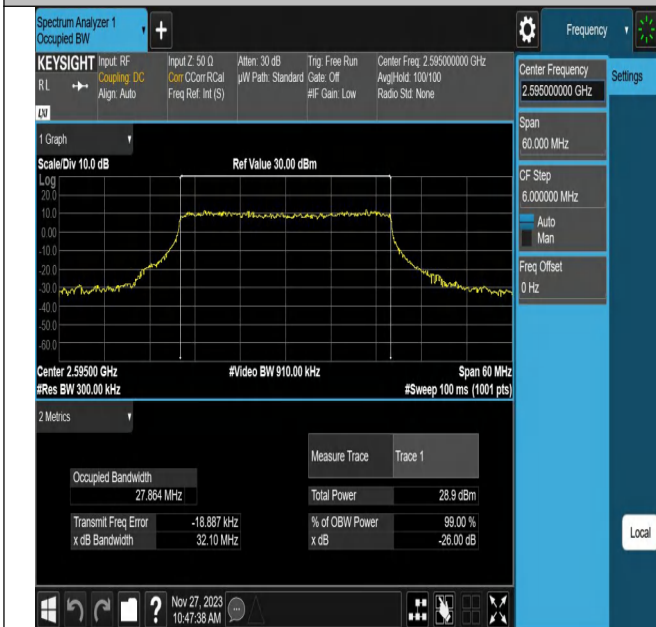 Spectrum Analyzer 1
Occupied BW
+
Frequency
KEYSIGHT
RL
LXI
Input: RF
Coupling: DC
Align: Auto
Input Z: 50 Ω
Corr CCorr RCal
Freq Ref: Int (S)
Atten: 30 dB
µW Path: Standard
Trig: Free Run
Gate: Off
#IF Gain: Low
Center Freq: 2.595000000 GHz
Avg|Hold: 100/100
Radio Std: None
Center Frequency
2.595000000 GHz
Settings
Span
60.000 MHz
CF Step
6.000000 MHz
Auto
Man
Freq Offset
0 Hz
1 Graph
Scale/Div 10.0 dB
Ref Value 30.00 dBm
Log
20.0
10.0
0.00
-10.0
-20.0
-30.0
-40.0
-50.0
-60.0
Center 2.59500 GHz
#Video BW 910.00 kHz
Span 60 MHz
#Res BW 300.00 kHz
#Sweep 100 ms (1001 pts)
2 Metrics
Measure Trace
Trace 1
Occupied Bandwidth
27.864 MHz
Total Power
28.9 dBm
Transmit Freq Error
-18.887 kHz
% of OBW Power
99.00 %
x dB Bandwidth
32.10 MHz
x dB
-26.00 dB
Local
?
Nov 27, 2023
10:47:38 AM